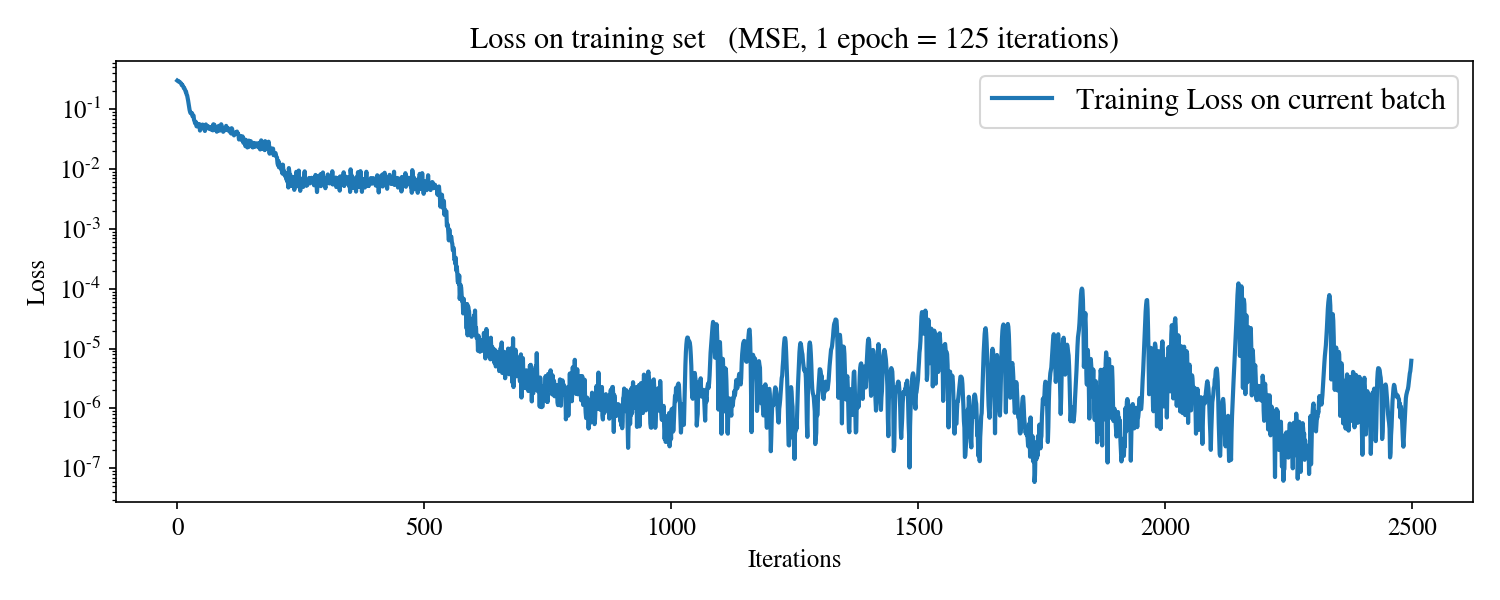 Loss on training set (MSE, 1 epoch = 125 iterations)
Training Loss on current batch
Loss
10-1
10-2
10-3
10-4
10-5
10-6
10-7
0 500 1000 1500 2000 2500
Iterations